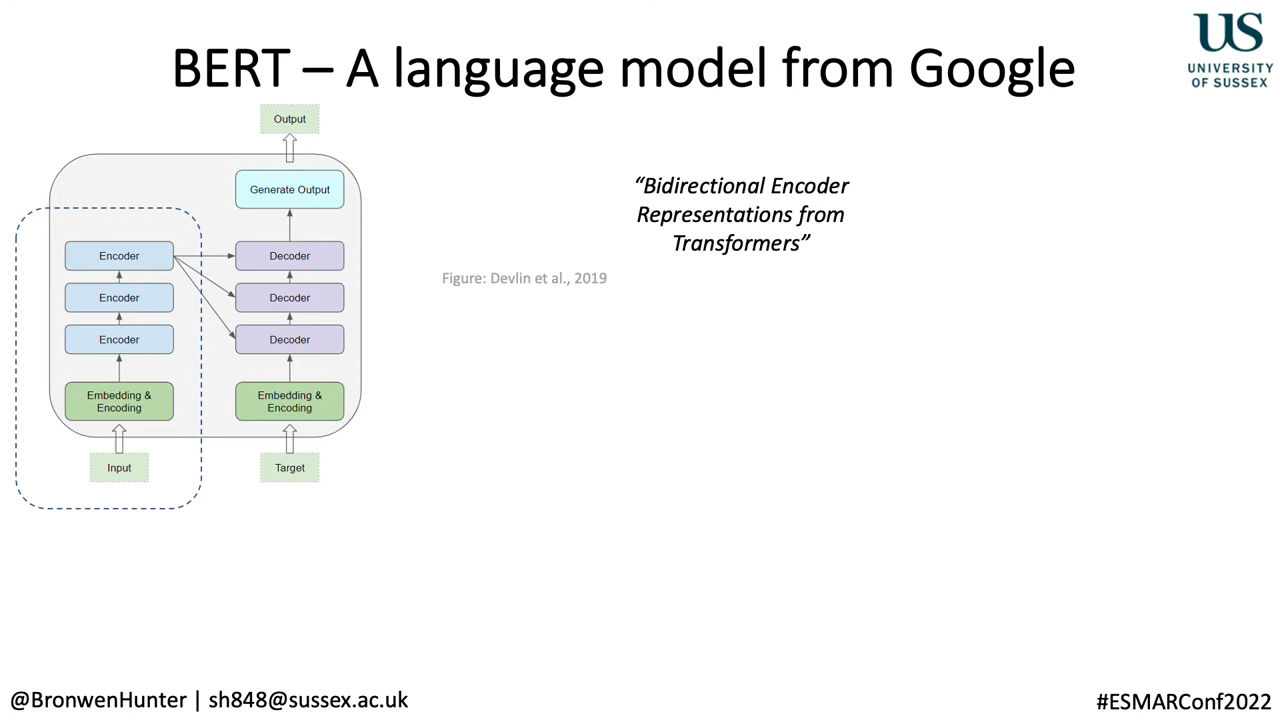 BERT – A language model from Google
US
UNIVERSITY
OF SUSSEX
Output
Generate Output
Encoder
Decoder
Encoder
Decoder
Encoder
Decoder
Embedding &
Encoding
Embedding &
Encoding
Input
Target
“Bidirectional Encoder
Representations from
Transformers”
Figure: Devlin et al., 2019
@BronwenHunter | sh848@sussex.ac.uk
#ESMARConf2022